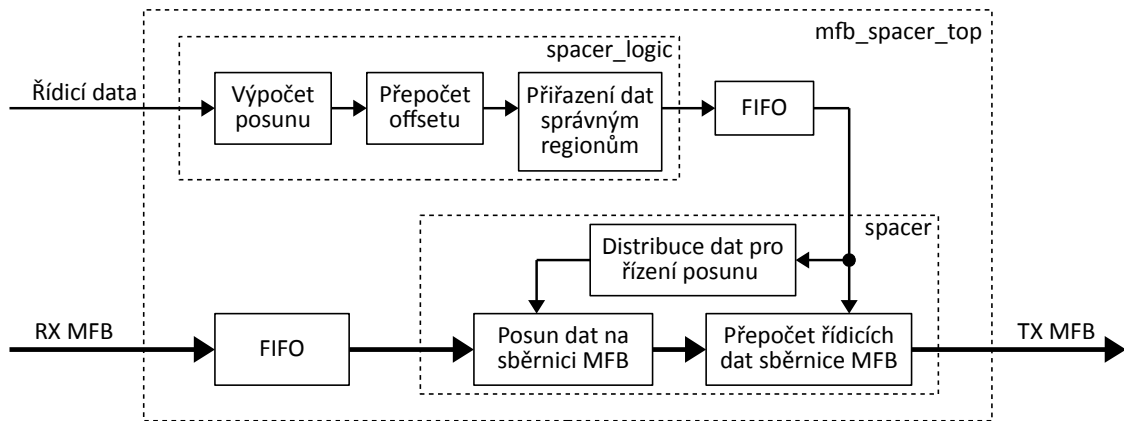 mfb_spacer_top
spacer_logic
Řídicí data
Výpočet
posunu
Přepočet
offsetu
Přiřazení dat
správným
regionům
FIFO
spacer
Distribuce dat pro
řízení posunu
RX MFB
FIFO
Posun dat na
sběrnici MFB
Přepočet řídicích
dat sběrnice MFB
TX MFB